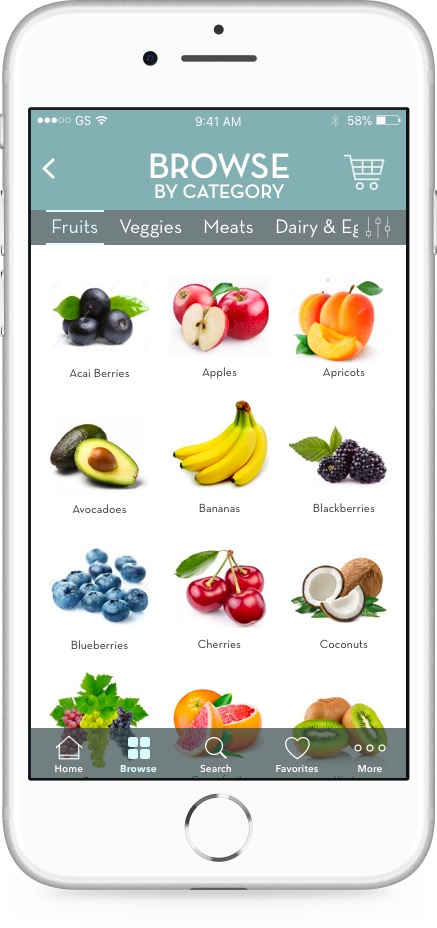 GS 9:41 AM 58%
BROWSE
BY CATEGORY
Fruits Veggies Meats Dairy & Eg
Acai Berries Apples Apricots
Avocadoes Bananas Blackberries
Blueberries Cherries Coconuts
Home Browse Search Favorites More